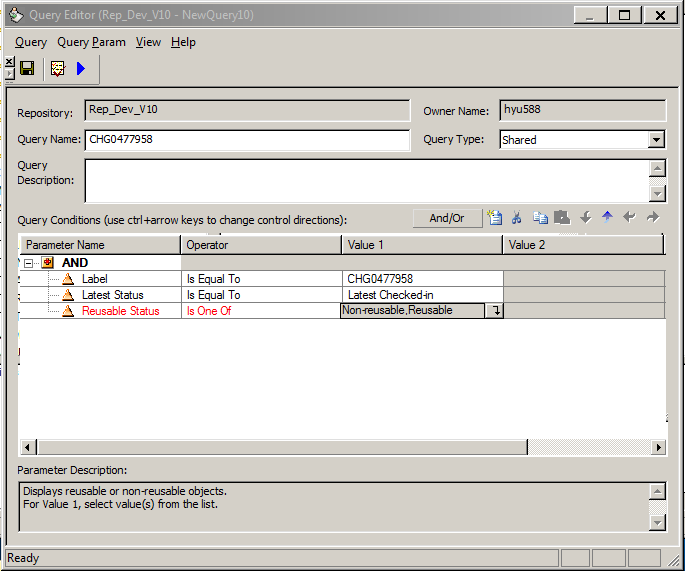 Query Editor (Rep_Dev_V10 - NewQuery10)
Query Query Param View Help
Repository: Rep_Dev_V10 Owner Name: hyu588
Query Name: CHG0477958 Query Type: Shared
Query
Description:
Query Conditions (use ctrl+arrow keys to change control directions): And/Or
Parameter Name Operator Value 1 Value 2
AND
Label Is Equal To CHG0477958
Latest Status Is Equal To Latest Checked-in
Reusable Status Is One Of Non-reusable,Reusable
Parameter Description:
Displays reusable or non-reusable objects.
For Value 1, select value(s) from the list.
Ready